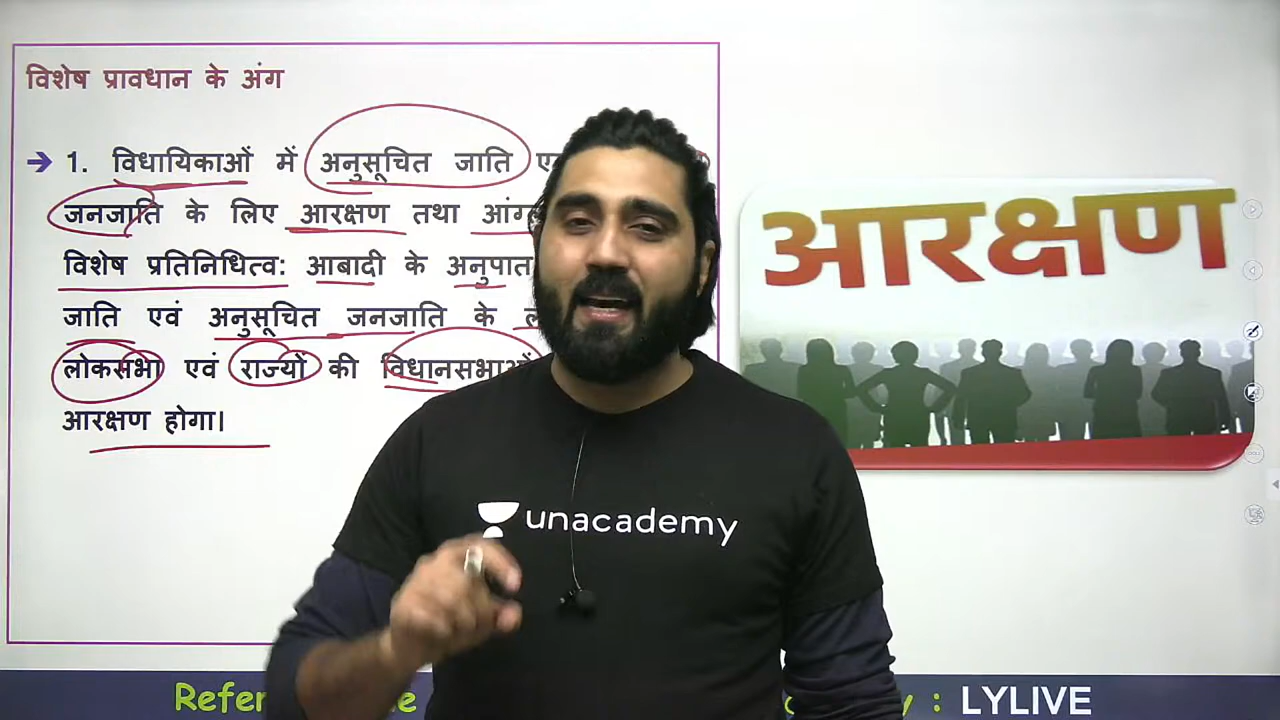 विशेष प्रावधान के अंग
➔ 1. विधायिकाओं में अनुसूचित जाति
जनजाति के लिए आरक्षण तथा
विशेष प्रतिनिधित्व: आबादी के अनुपात
जाति एवं अनुसूचित जनजाति के
लोकसभा एवं राज्यों की विधानसभाओं
आरक्षण होगा।
आरक्षण
unacademy
: LYLIVE